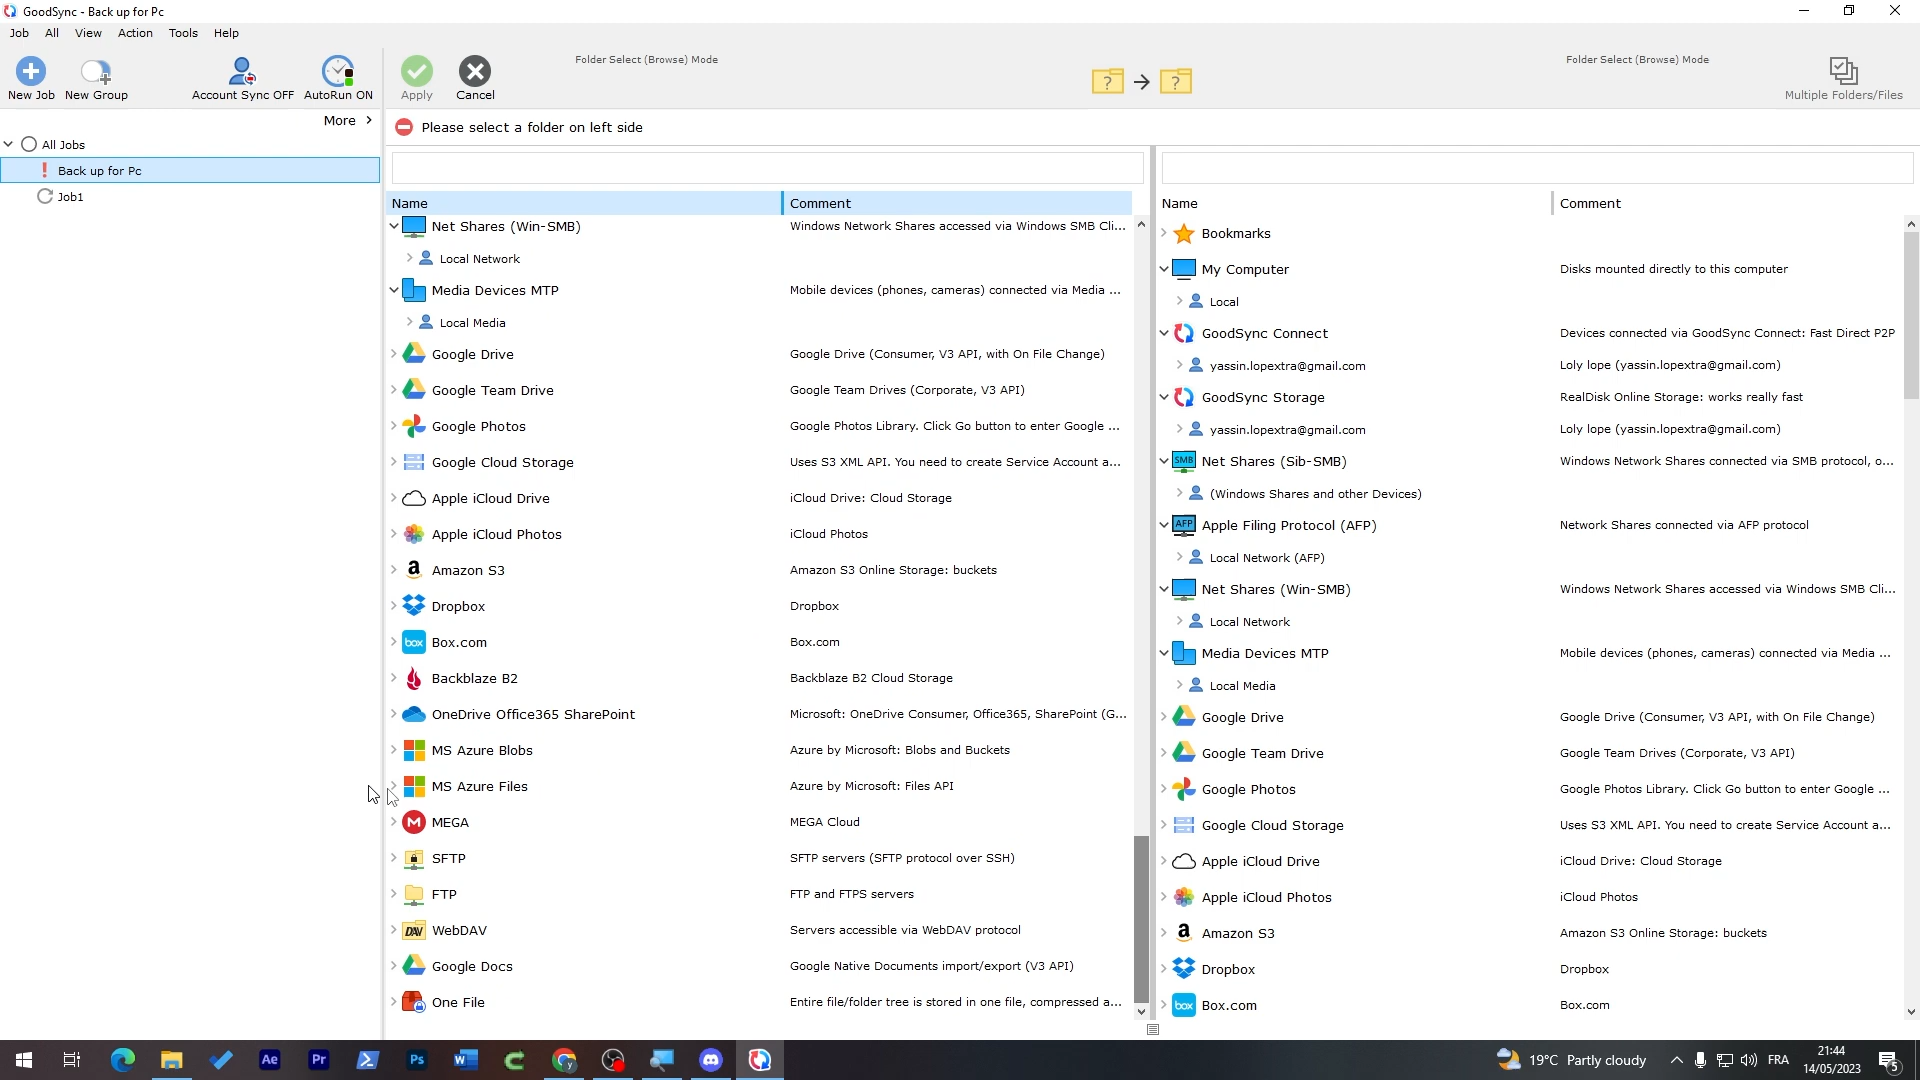 GoodSync - Back up for Pc
Job All View Action Tools Help
New Job New Group Account Sync OFF AutoRun ON
Apply Cancel
Folder Select (Browse) Mode
? ?
Folder Select (Browse) Mode
Multiple Folders/Files
More
Please select a folder on left side
All Jobs
Back up for Pc
Job1
Name Comment
Net Shares (Win-SMB) Windows Network Shares accessed via Windows SMB Cli...
Local Network
Media Devices MTP Mobile devices (phones, cameras) connected via Media ...
Local Media
Google Drive Google Drive (Consumer, V3 API, with On File Change)
Google Team Drive Google Team Drives (Corporate, V3 API)
Google Photos Google Photos Library. Click Go button to enter Google ...
Google Cloud Storage Uses S3 XML API. You need to create Service Account a...
Apple iCloud Drive iCloud Drive: Cloud Storage
Apple iCloud Photos iCloud Photos
Amazon S3 Amazon S3 Online Storage: buckets
Dropbox Dropbox
box Box.com Box.com
Backblaze B2 Backblaze B2 Cloud Storage
OneDrive Office365 SharePoint Microsoft: OneDrive Consumer, Office365, SharePoint (G...
MS Azure Blobs Azure by Microsoft: Blobs and Buckets
MS Azure Files Azure by Microsoft: Files API
MEGA MEGA Cloud
SFTP SFTP servers (SFTP protocol over SSH)
FTP FTP and FTPS servers
DAV WebDAV Servers accessible via WebDAV protocol
Google Docs Google Native Documents import/export (V3 API)
One File Entire file/folder tree is stored in one file, compressed a...
Name Comment
Bookmarks
My Computer Disks mounted directly to this computer
Local
GoodSync Connect Devices connected via GoodSync Connect: Fast Direct P2P
yassin.lopextra@gmail.com Loly lope (yassin.lopextra@gmail.com)
GoodSync Storage RealDisk Online Storage: works really fast
yassin.lopextra@gmail.com Loly lope (yassin.lopextra@gmail.com)
SMB Net Shares (Sib-SMB) Windows Network Shares connected via SMB protocol, o...
(Windows Shares and other Devices)
AFP Apple Filing Protocol (AFP) Network Shares connected via AFP protocol
Local Network (AFP)
Net Shares (Win-SMB) Windows Network Shares accessed via Windows SMB Cli...
Local Network
Media Devices MTP Mobile devices (phones, cameras) connected via Media ...
Local Media
Google Drive Google Drive (Consumer, V3 API, with On File Change)
Google Team Drive Google Team Drives (Corporate, V3 API)
Google Photos Google Photos Library. Click Go button to enter Google ...
Google Cloud Storage Uses S3 XML API. You need to create Service Account a...
Apple iCloud Drive iCloud Drive: Cloud Storage
Apple iCloud Photos iCloud Photos
Amazon S3 Amazon S3 Online Storage: buckets
Dropbox Dropbox
box Box.com Box.com
Ae Pr Ps W 19°C Partly cloudy FRA
21:44
14/05/2023
5